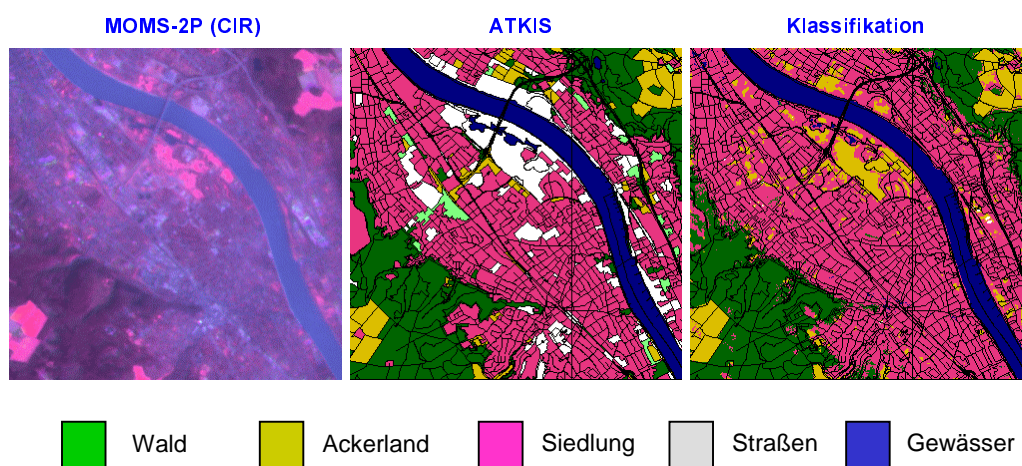 MOMS-2P (CIR) ATKIS Klassifikation
Wald Ackerland Siedlung Straßen Gewässer